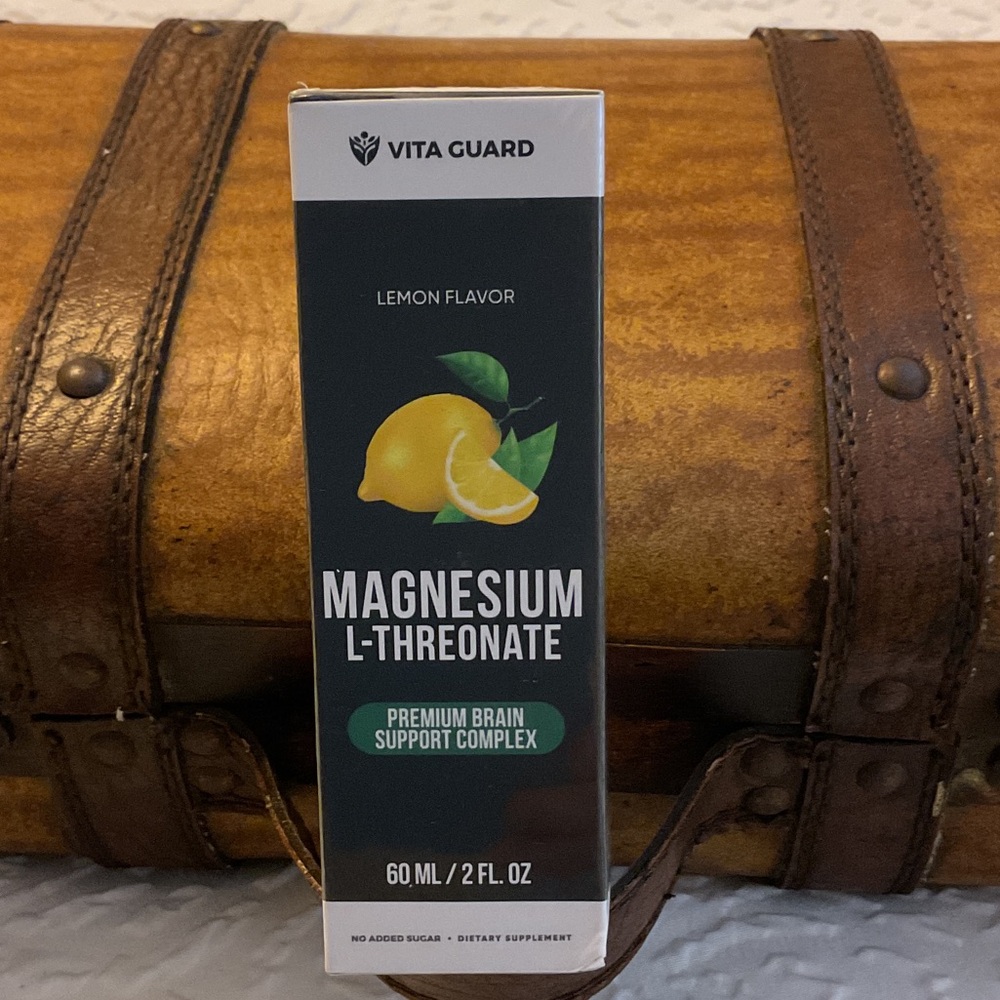 VITA GUARD
LEMON FLAVOR
MAGNESIUM
L-THREONATE
PREMIUM BRAIN
SUPPORT COMPLEX
60 ML / 2 FL. OZ
NO ADDED SUGAR • DIETARY SUPPLEMENT